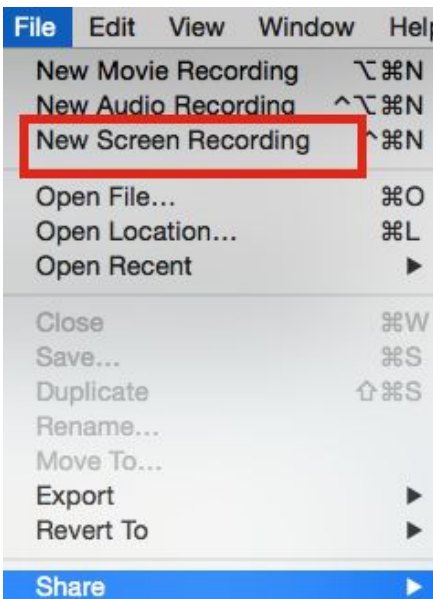 File Edit View Window Help
New Movie Recording ⌥⌘N
New Audio Recording ^⌥⌘N
New Screen Recording ^⌘N
Open File... ⌘O
Open Location... ⌘L
Open Recent ▶
Close ⌘W
Save... ⌘S
Duplicate ⇧⌘S
Rename...
Move To...
Export ▶
Revert To ▶
Share ▶